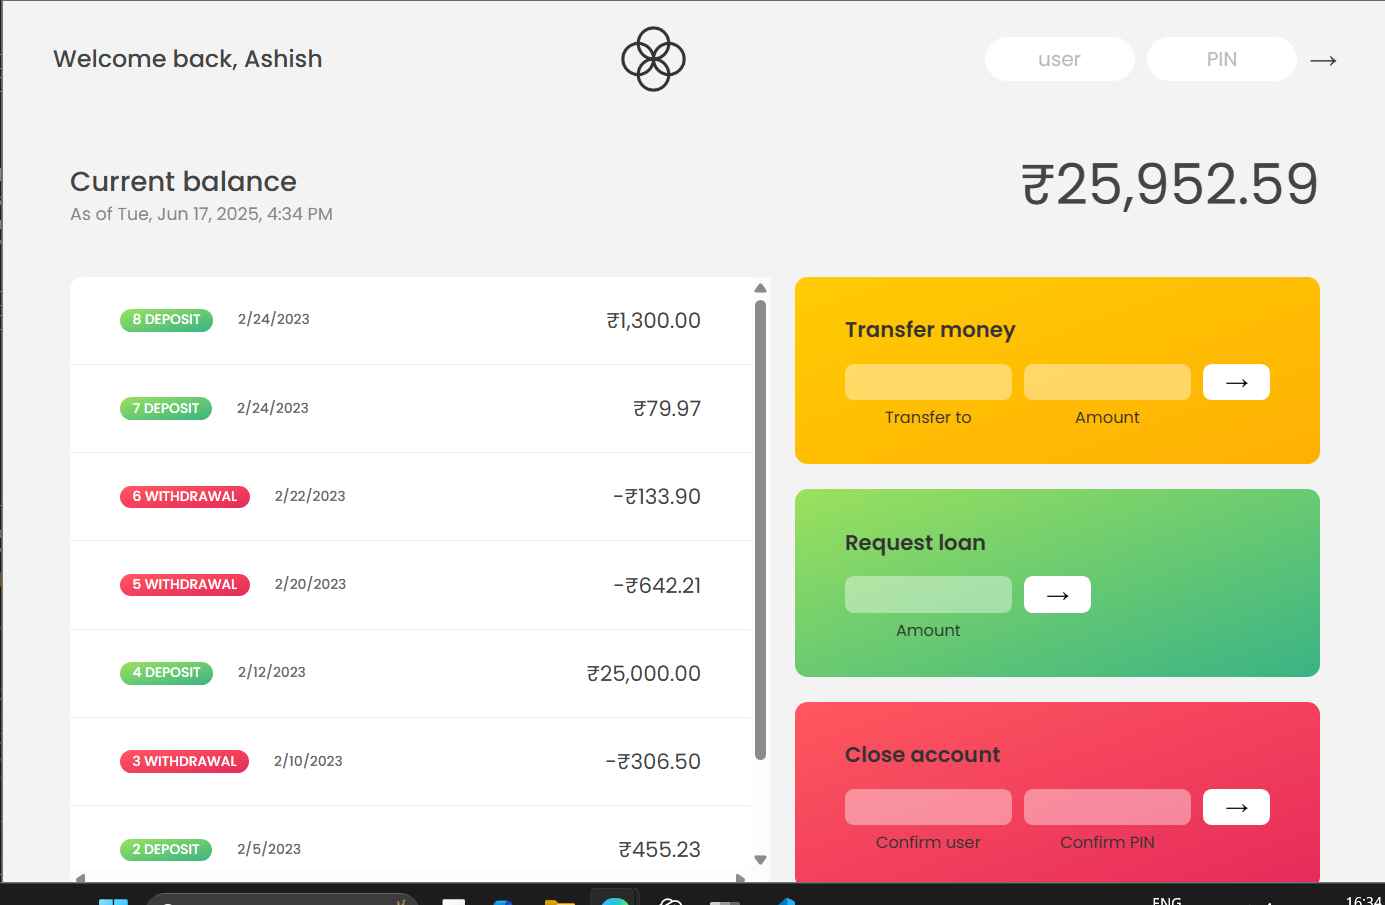 Welcome back, Ashish
user PIN →
Current balance
As of Tue, Jun 17, 2025, 4:34 PM
₹25,952.59
8 DEPOSIT 2/24/2023 ₹1,300.00
7 DEPOSIT 2/24/2023 ₹79.97
6 WITHDRAWAL 2/22/2023 -₹133.90
5 WITHDRAWAL 2/20/2023 -₹642.21
4 DEPOSIT 2/12/2023 ₹25,000.00
3 WITHDRAWAL 2/10/2023 -₹306.50
2 DEPOSIT 2/5/2023 ₹455.23
Transfer money
→
Transfer to Amount
Request loan
→
Amount
Close account
→
Confirm user Confirm PIN
ENG 16:34